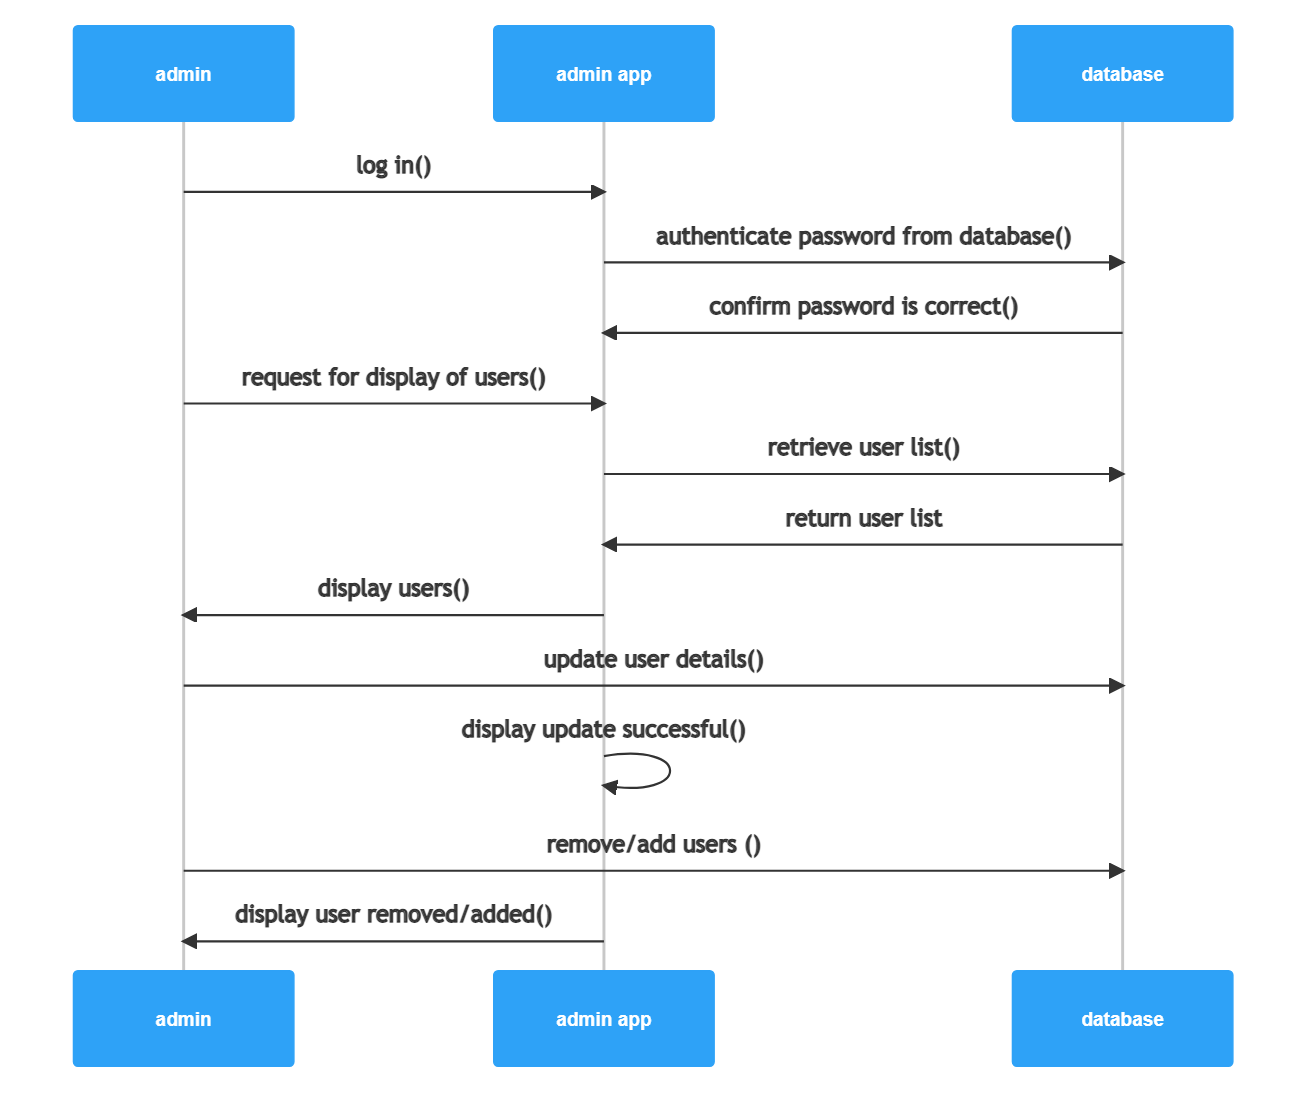 admin
admin app
database
log in()
authenticate password from database()
confirm password is correct()
request for display of users()
retrieve user list()
return user list
display users()
update user details()
display update successful()
remove/add users ()
display user removed/added()
admin
admin app
database